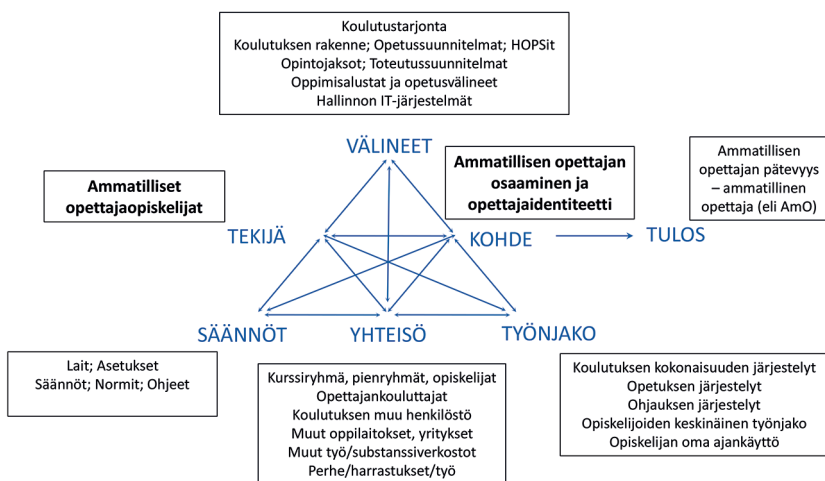 Koulutustarjonta
Koulutuksen rakenne; Opetussuunnitelmat; HOPSit
Opintojaksot; Toteutussuunnitelmat
Oppimisalustat ja opetusvälineet
Hallinnon IT-järjestelmät
VÄLINEET
Ammatilliset
opettajaopiskelijat
Ammatillisen opettajan
osaaminen ja
opettajaidentiteetti
Ammatillisen
opettajan pätevyys
– ammatillinen
opettaja (eli AmO)
TEKIJÄ
KOHDE
TULOS
SÄÄNNÖT
YHTEISÖ
TYÖNJAKO
Lait; Asetukset
Säännöt; Normit; Ohjeet
Kurssiryhmä, pienryhmät, opiskelijat
Opettajankouluttajat
Koulutuksen muu henkilöstö
Muut oppilaitokset, yritykset
Muut työ/substanssiverkostot
Perhe/harrastukset/työ
Koulutuksen kokonaisuuden järjestelyt
Opetuksen järjestelyt
Ohjauksen järjestelyt
Opiskelijoiden keskinäinen työnjako
Opiskelijan oma ajankäyttö